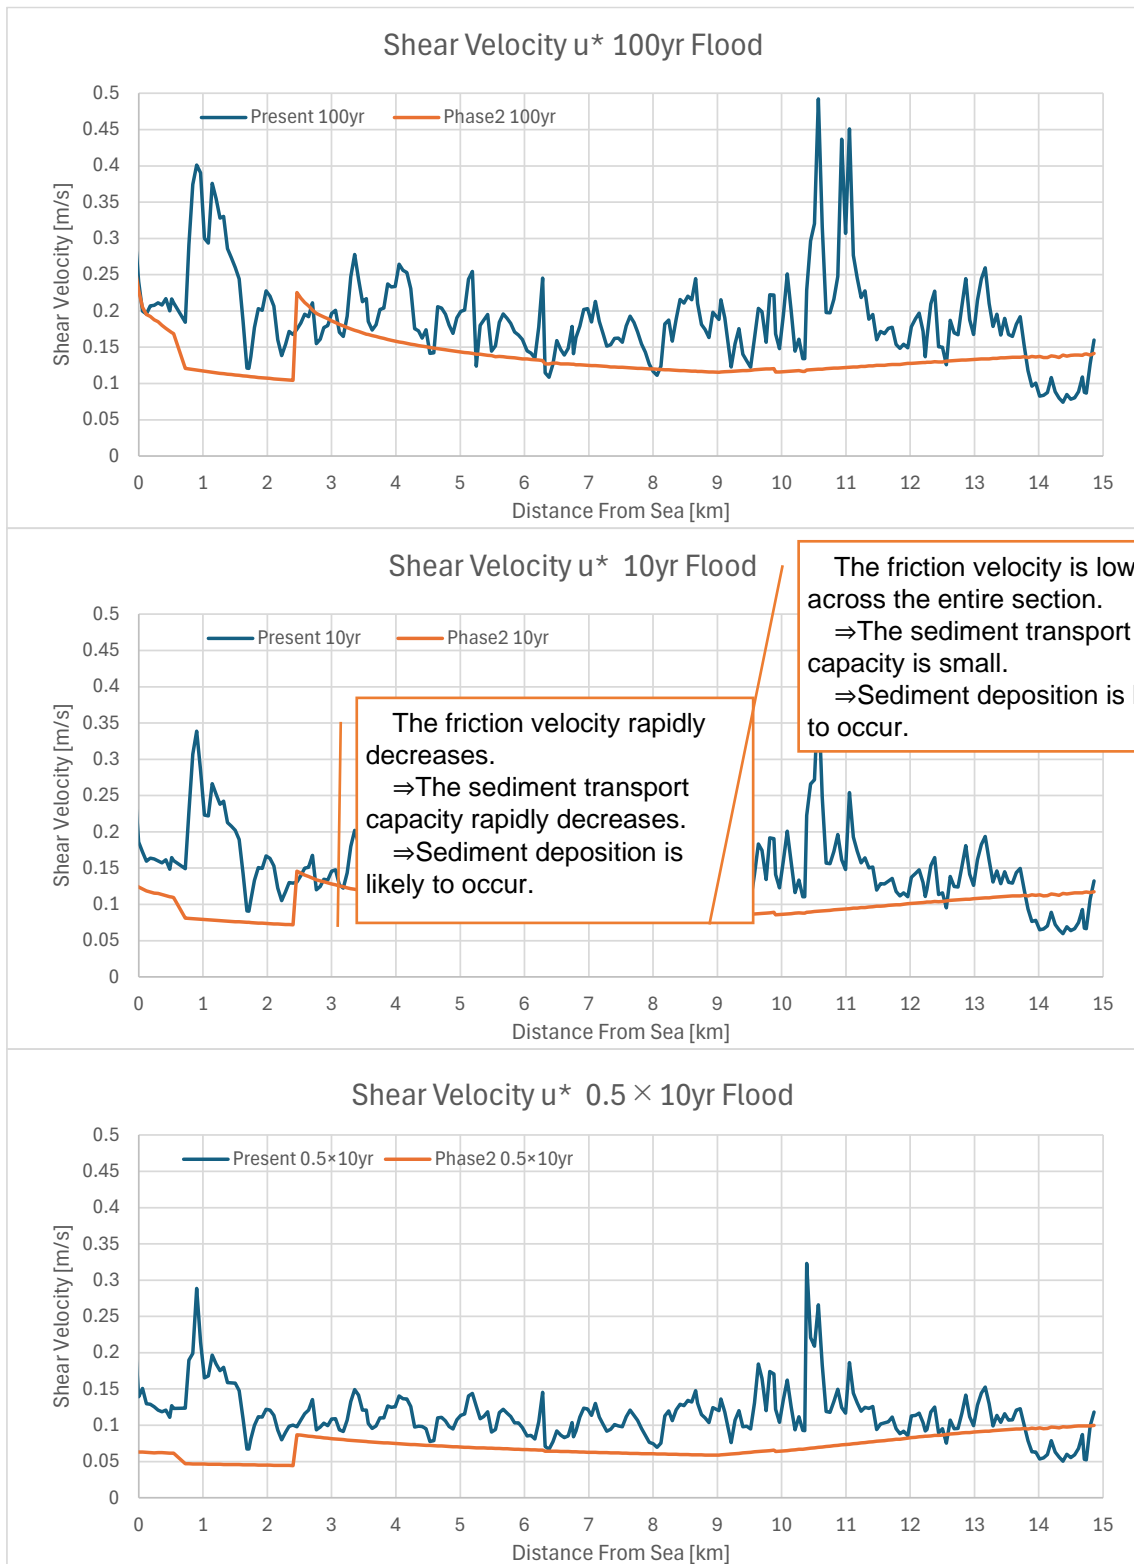 Shear Velocity u* 100yr Flood
Present 100yr
Phase2 100yr
0.5
0.45
0.4
0.35
0.3
0.25
0.2
0.15
0.1
0.05
0
Shear Velocity [m/s]
0 1 2 3 4 5 6 7 8 9 10 11 12 13 14 15
Distance From Sea [km]
Shear Velocity u* 10yr Flood
Present 10yr
Phase2 10yr
0.5
0.45
0.4
0.35
0.3
0.25
0.2
0.15
0.1
0.05
0
Shear Velocity [m/s]
The friction velocity rapidly
decreases.
⇒The sediment transport
capacity rapidly decreases.
⇒Sediment deposition is
likely to occur.
The friction velocity is low
across the entire section.
⇒The sediment transport
capacity is small.
⇒Sediment deposition is
to occur.
0 1 2 3 4 5 6 7 8 9 10 11 12 13 14 15
Distance From Sea [km]
Shear Velocity u* 0.5×10yr Flood
Present 0.5×10yr
Phase2 0.5×10yr
0.5
0.45
0.4
0.35
0.3
0.25
0.2
0.15
0.1
0.05
0
Shear Velocity [m/s]
0 1 2 3 4 5 6 7 8 9 10 11 12 13 14 15
Distance From Sea [km]